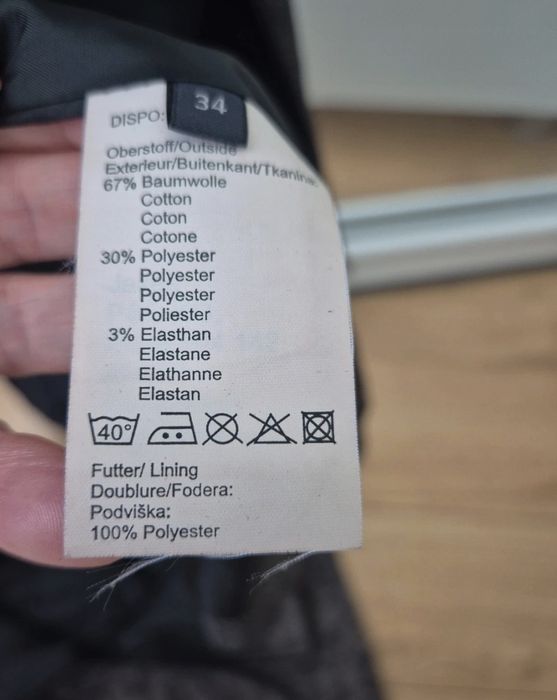 34
DISPO:
Oberstoff/Outside
Exterieur/Buitenkant/Tkanina:
67% Baumwolle
Cotton
Coton
Cotone
30% Polyester
Polyester
Polyester
Poliester
3% Elasthan
Elastane
Elathanne
Elastan
40°
Futter/ Lining
Doublure/Fodera:
Podviška:
100% Polyester